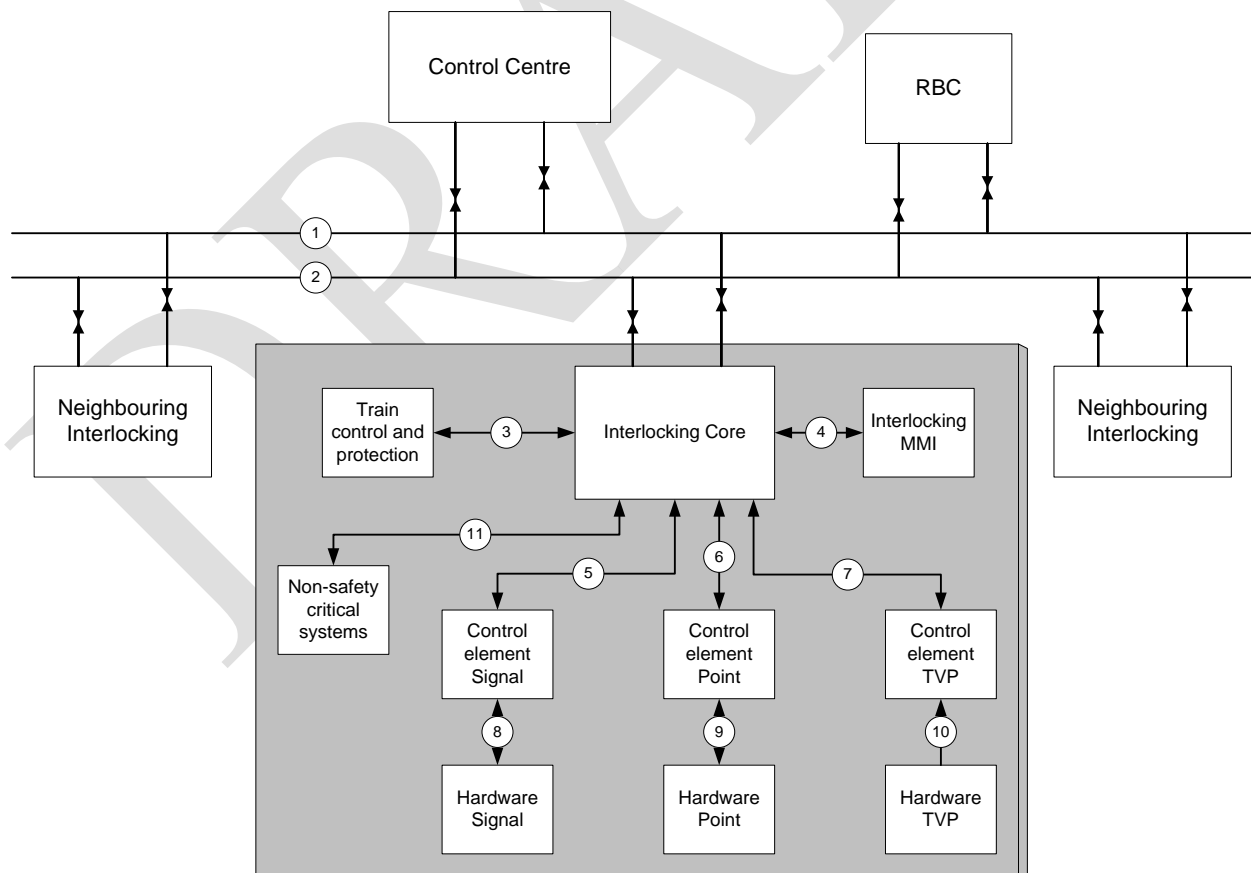 Control Centre
RBC
1
2
Neighbouring
Interlocking
Train
control and
protection
3
Interlocking Core
4
Interlocking
MMI
Neighbouring
Interlocking
11
5
6
7
Non-safety
critical
systems
Control
element
Signal
Control
element
Point
Control
element
TVP
8
9
10
Hardware
Signal
Hardware
Point
Hardware
TVP